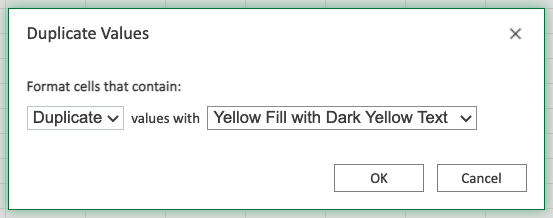 Duplicate Values
Format cells that contain:
Duplicate values with Yellow Fill with Dark Yellow Text
OK Cancel